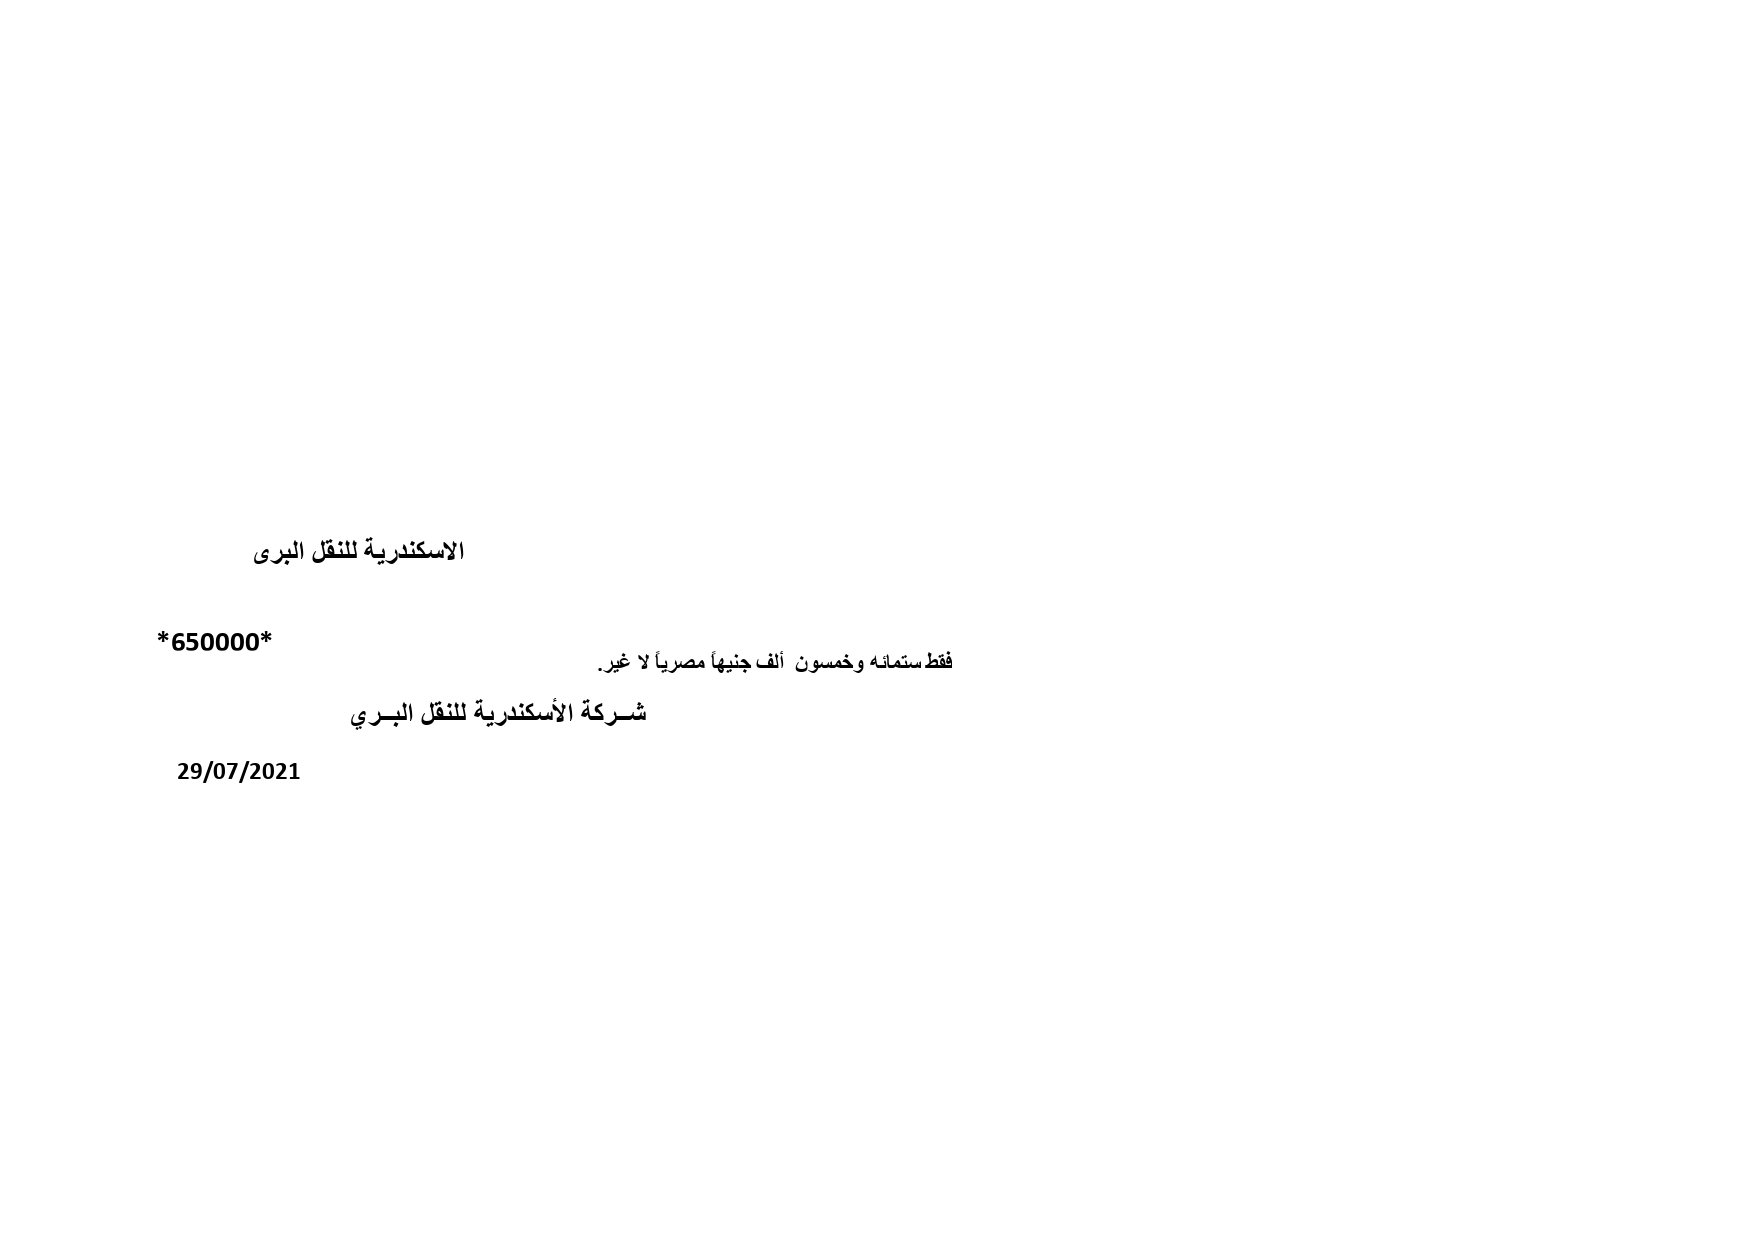 الاسكندرية للنقل البرى
*650000*
فقط ستمائه وخمسون  ألف جنيهاً مصرياً لا غير.
شــركة الأسكندرية للنقل البــري
29/07/2021